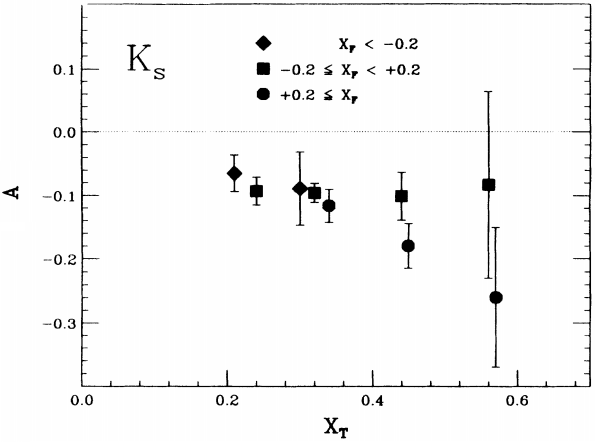 K_s
X_F < -0.2
-0.2 ≤ X_F < +0.2
+0.2 ≤ X_F
0.1
0.0
-0.1
-0.2
-0.3
A
0.0 0.2 0.4 0.6
X_T